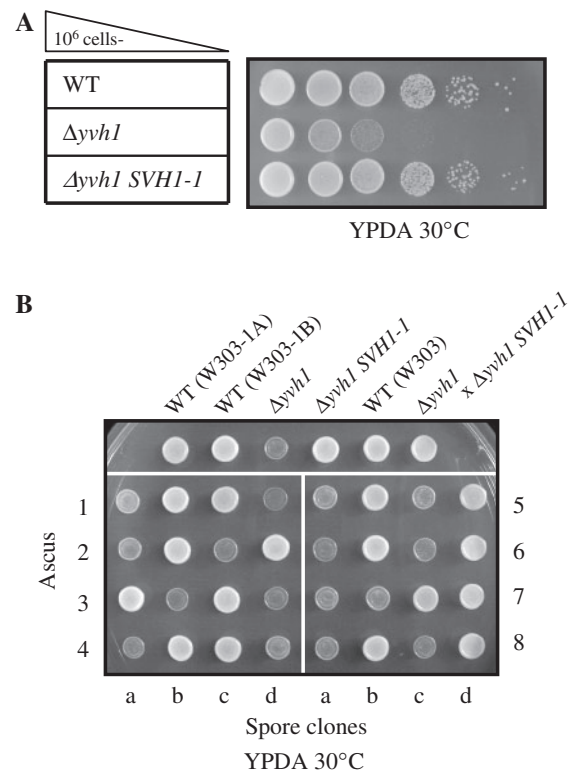 A
10⁶ cells-
WT
Δyvh1
Δyvh1 SVH1-1
YPDA 30°C
B
WT (W303-1A)
WT (W303-1B)
Δyvh1
Δyvh1 SVH1-1
WT (W303)
Δyvh1
x Δyvh1 SVH1-1
Ascus
1
2
3
4
5
6
7
8
a b c d a b c d
Spore clones
YPDA 30°C